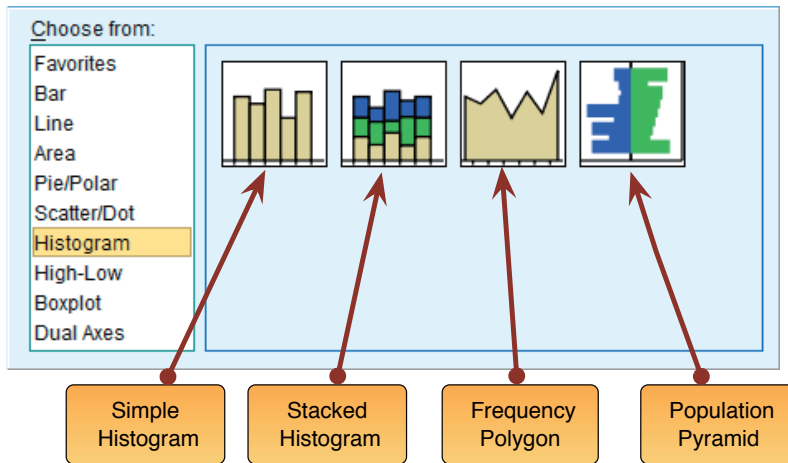 Choose from:
Favorites
Bar
Line
Area
Pie/Polar
Scatter/Dot
Histogram
High-Low
Boxplot
Dual Axes
Simple
Histogram
Stacked
Histogram
Frequency
Polygon
Population
Pyramid